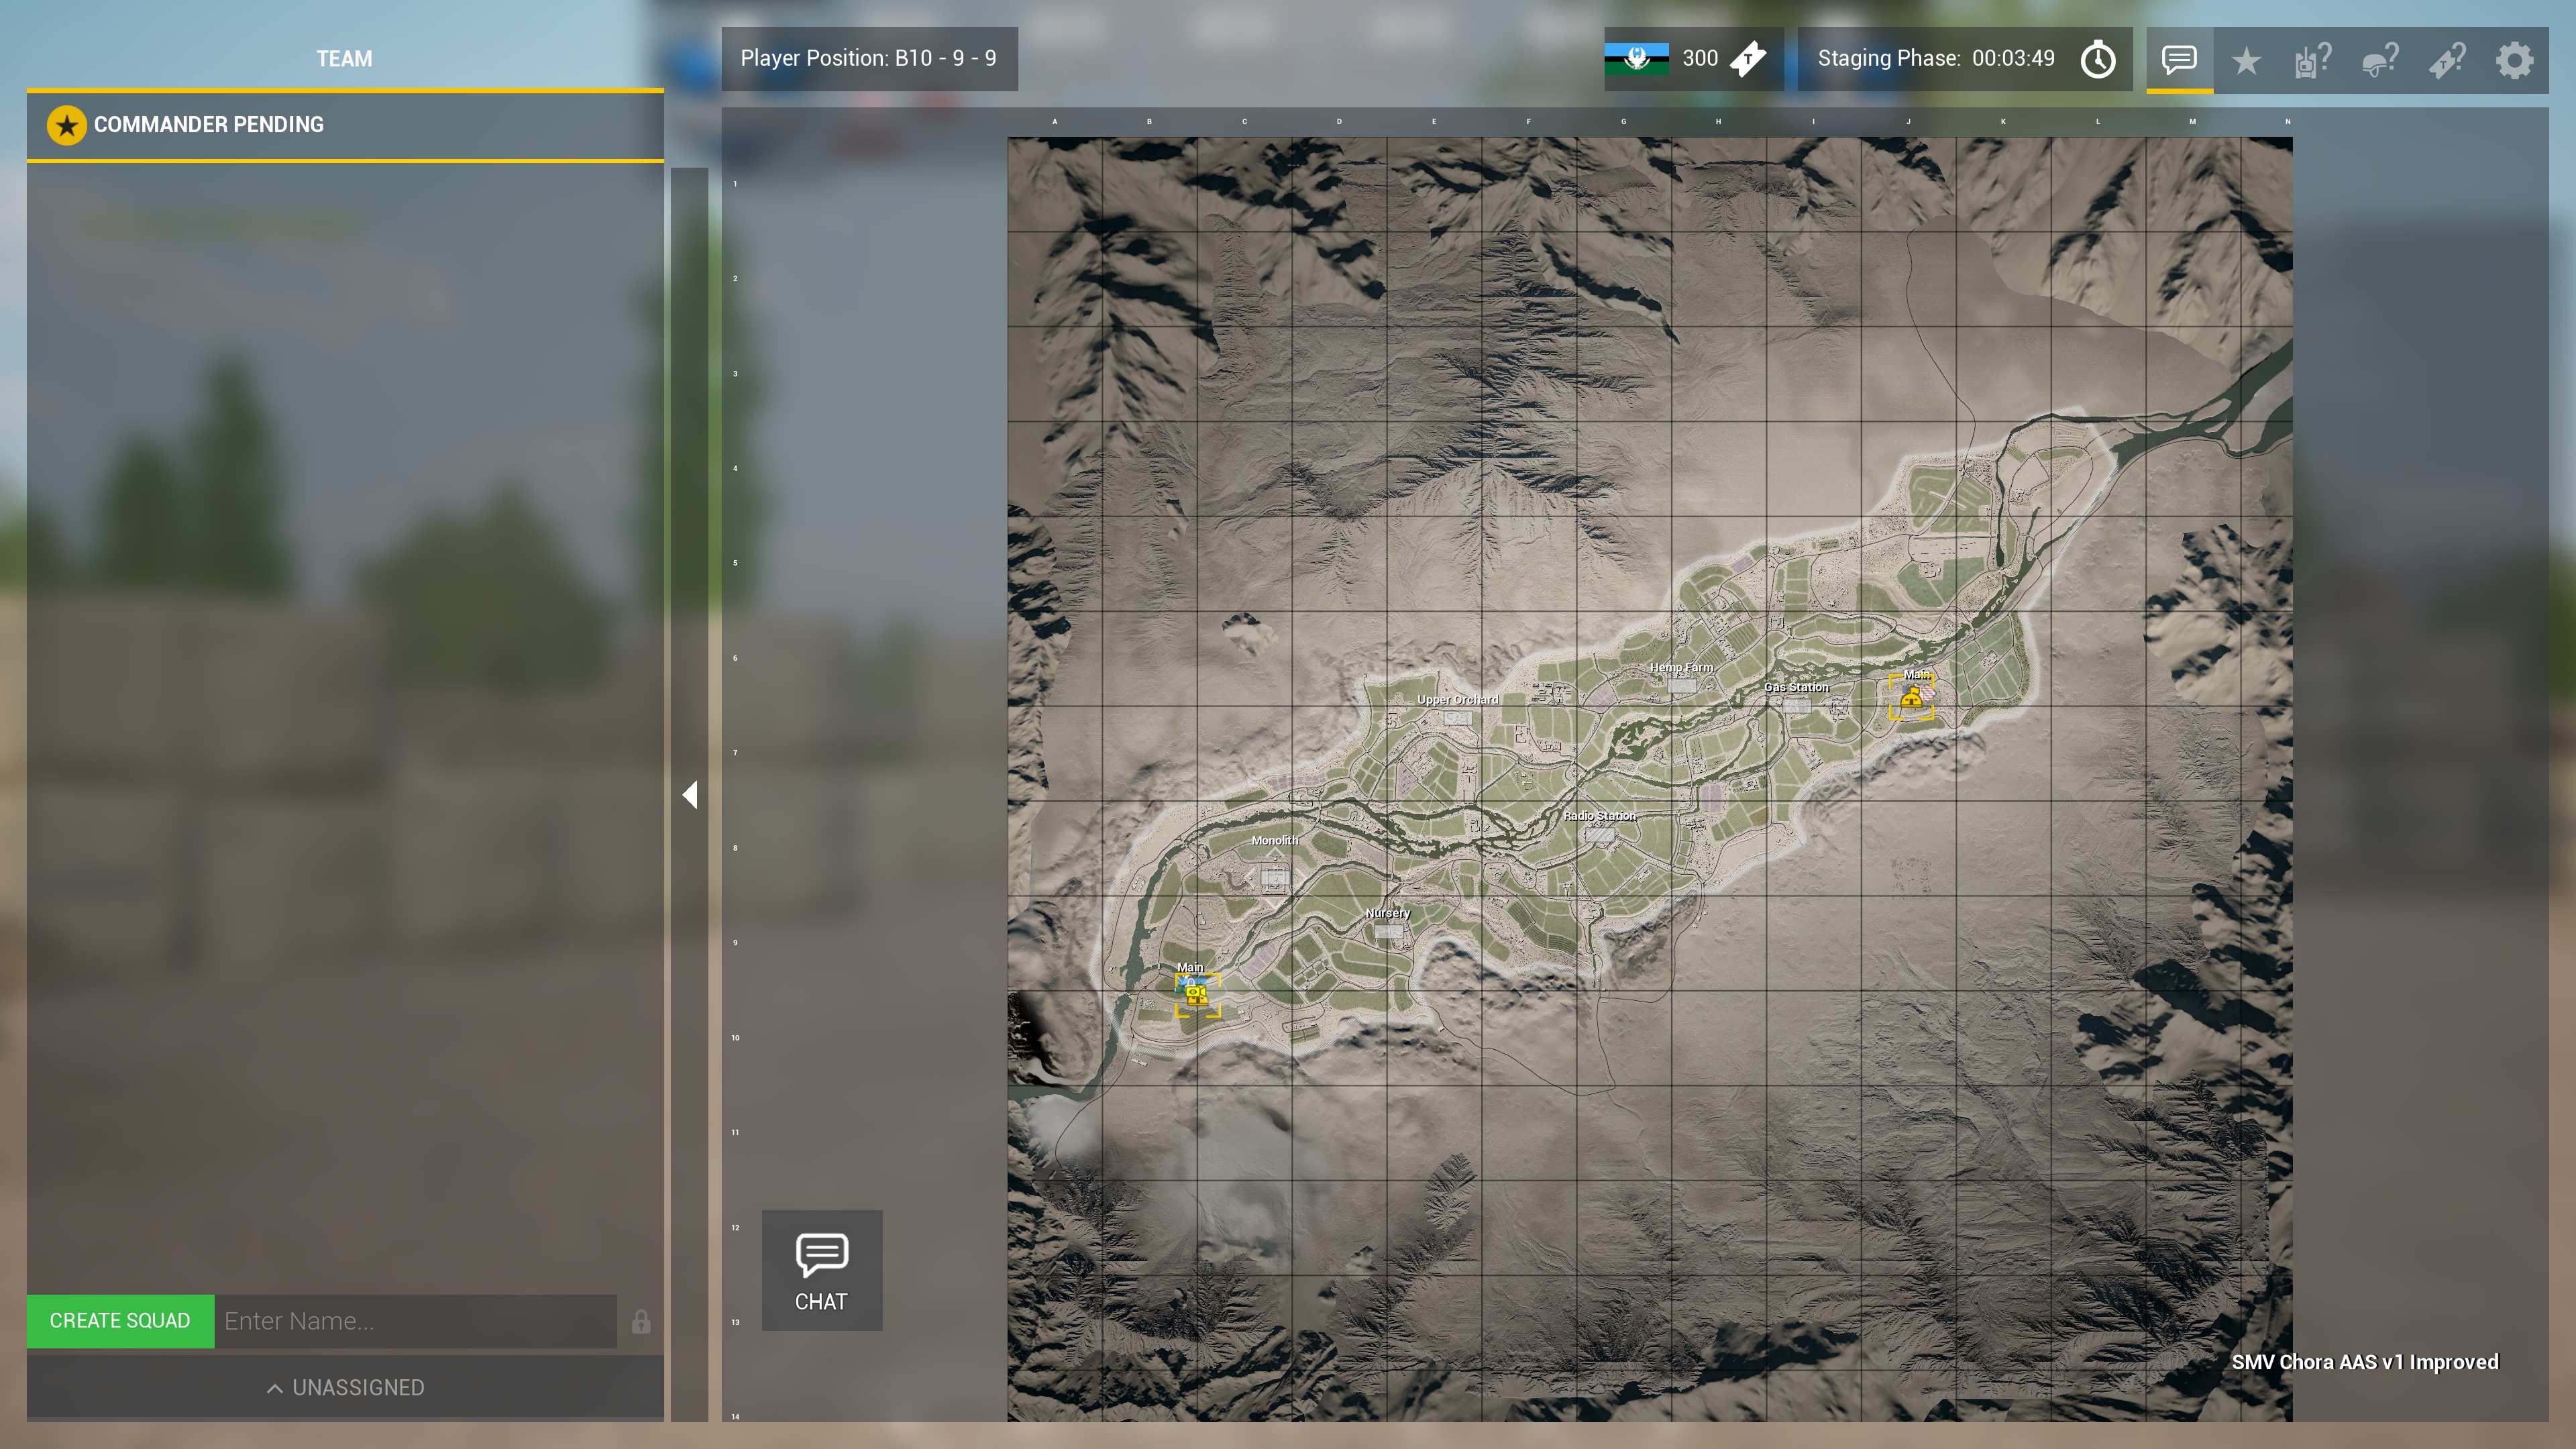 TEAM
Player Position: B10 - 9 - 9
300
T
Staging Phase: 00:03:49
?
?
T?
COMMANDER PENDING
A B C D E F G H I J K L M N
1
2
3
4
5
6
Hemp Farm
Main
Gas Station
Upper Orchard
7
Radio Station
Monolith
8
Nursery
9
Main
10
11
12
CHAT
13
CREATE SQUAD
Enter Name...
SMV Chora AAS v1 Improved
UNASSIGNED
14